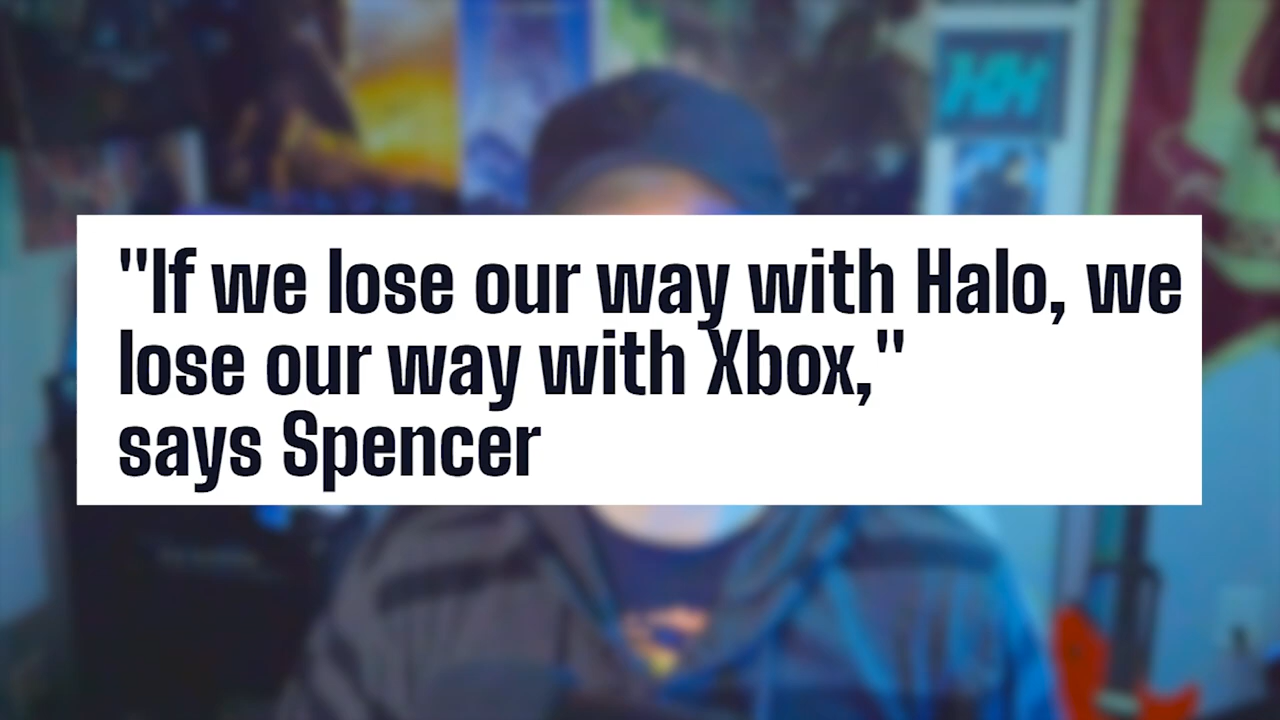 "If we lose our way with Halo, we
lose our way with Xbox,"
says Spencer